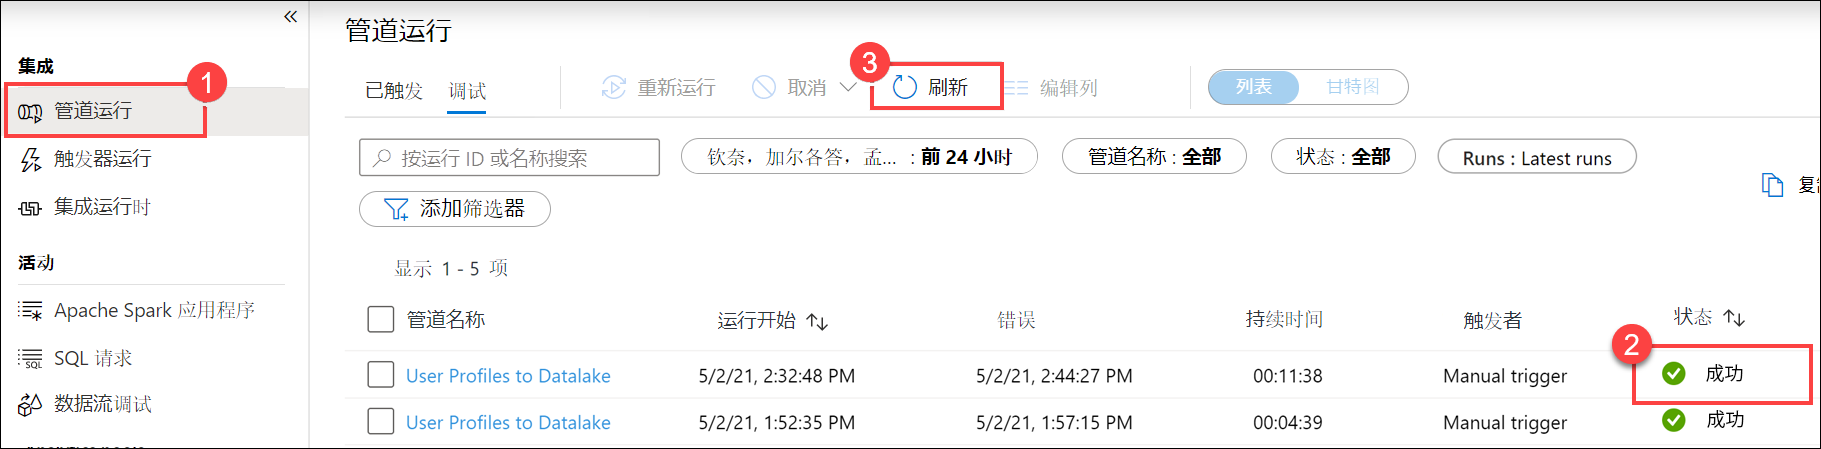 «
管道运行
集成
1
管道运行
触发器运行
集成运行时
活动
Apache Spark 应用程序
SQL 请求
数据流调试
已触发 调试 重新运行 取消 3 刷新 编辑列 列表 甘特图
按运行 ID 或名称搜索 钦奈，加尔各答，孟... : 前 24 小时 管道名称 : 全部 状态 : 全部 Runs : Latest runs
添加筛选器
显示 1 - 5 项
管道名称 运行开始 错误 持续时间 触发者 状态
2
User Profiles to Datalake 5/2/21, 2:32:48 PM 5/2/21, 2:44:27 PM 00:11:38 Manual trigger 成功
User Profiles to Datalake 5/2/21, 1:52:35 PM 5/2/21, 1:57:15 PM 00:04:39 Manual trigger 成功